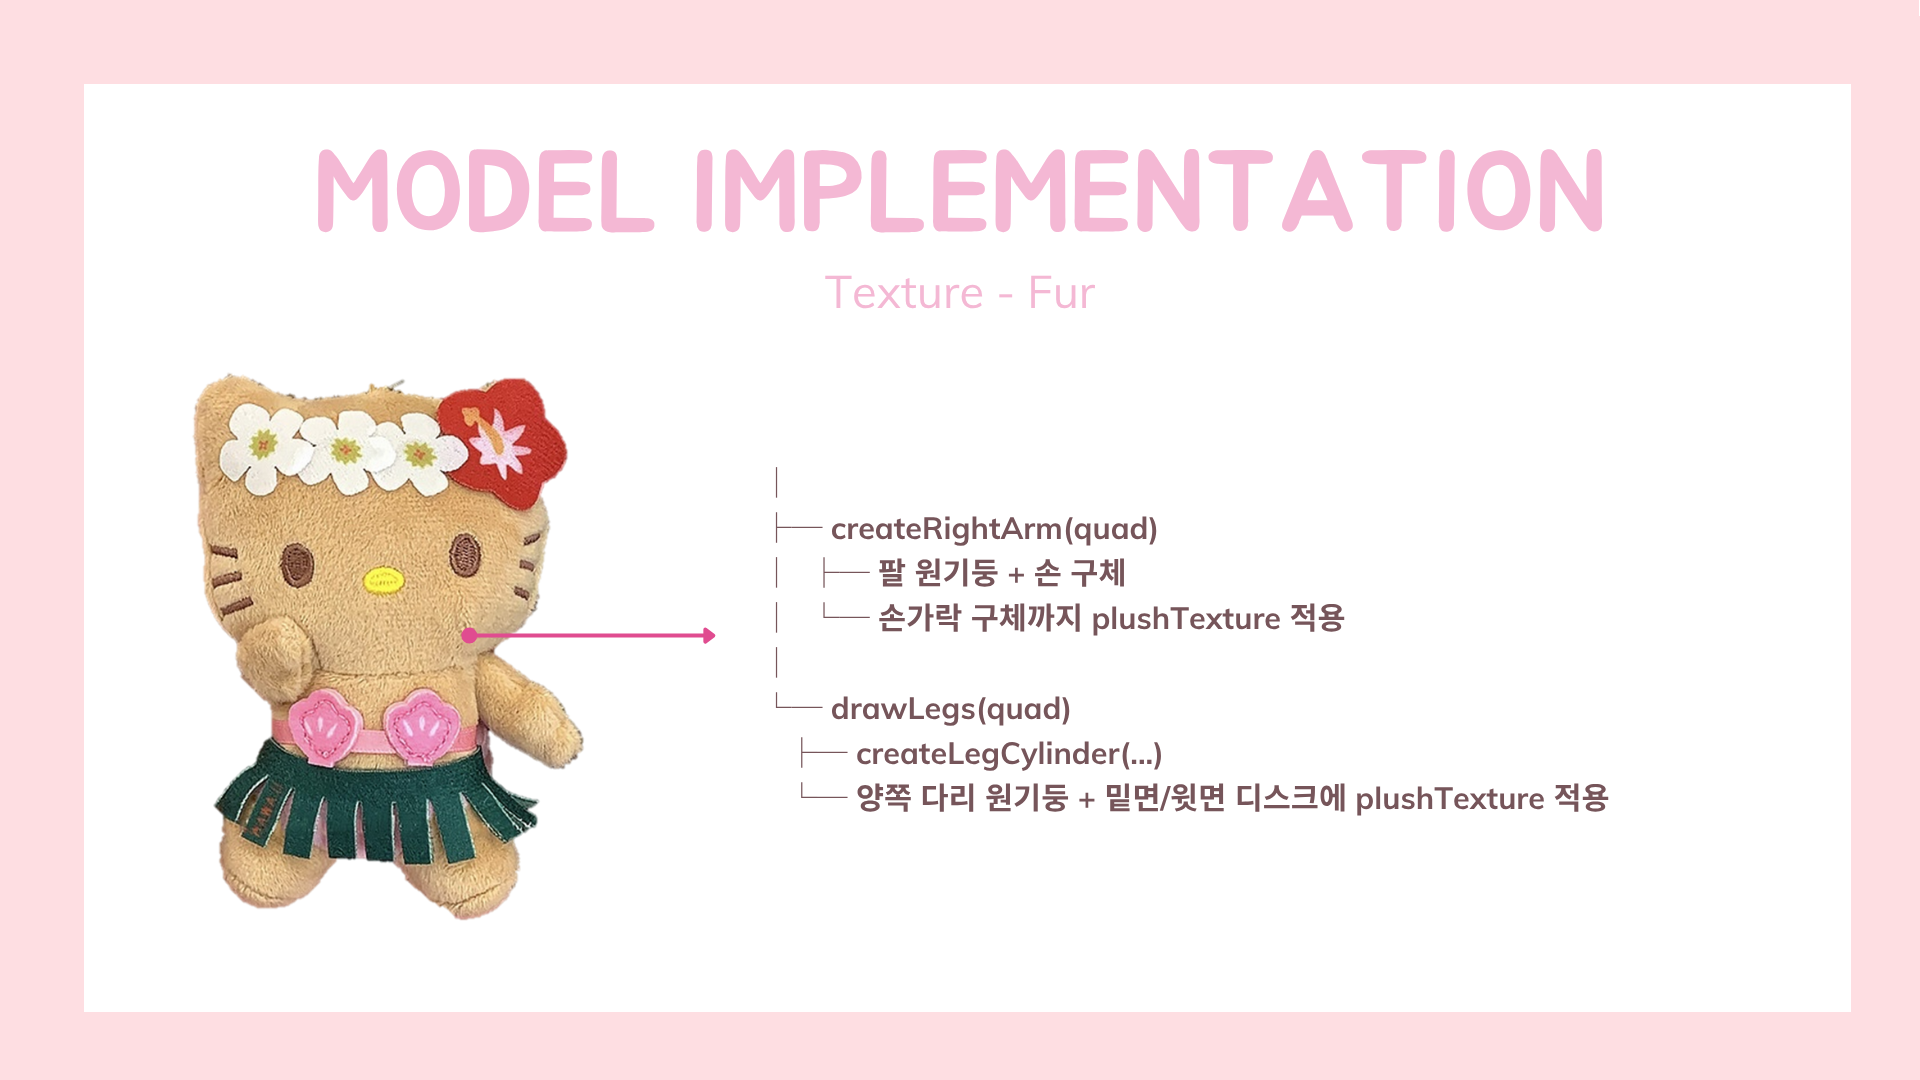 MODEL IMPLEMENTATION
Texture - Fur
│
├── createRightArm(quad)
│   ├── 팔 원기둥 + 손 구체
│   └── 손가락 구체까지 plushTexture 적용
│
└── drawLegs(quad)
    ├── createLegCylinder(...)
    └── 양쪽 다리 원기둥 + 밑면/윗면 디스크에 plushTexture 적용